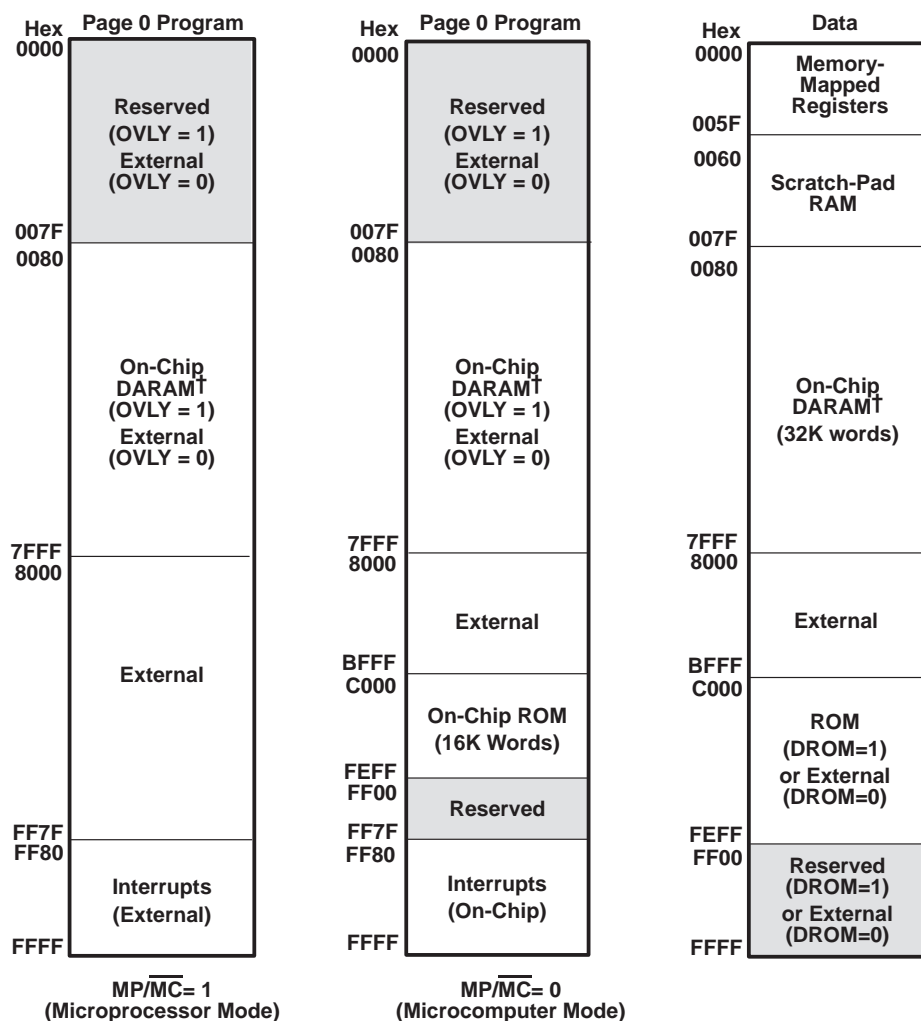 Hex
Page 0 Program
0000
Reserved
(OVLY = 1)
External
(OVLY = 0)
007F
0080
On-Chip
DARAM†
(OVLY = 1)
External
(OVLY = 0)
7FFF
8000
External
FF7F
FF80
Interrupts
(External)
FFFF
MP/M̅C̅= 1
(Microprocessor Mode)
Hex
Page 0 Program
0000
Reserved
(OVLY = 1)
External
(OVLY = 0)
007F
0080
On-Chip
DARAM†
(OVLY = 1)
External
(OVLY = 0)
7FFF
8000
External
BFFF
C000
On-Chip ROM
(16K Words)
FEFF
FF00
Reserved
FF7F
FF80
Interrupts
(On-Chip)
FFFF
MP/M̅C̅= 0
(Microcomputer Mode)
Hex
Data
0000
Memory-
Mapped
Registers
005F
0060
Scratch-Pad
RAM
007F
0080
On-Chip
DARAM†
(32K words)
7FFF
8000
External
BFFF
C000
ROM
(DROM=1)
or External
(DROM=0)
FEFF
FF00
Reserved
(DROM=1)
or External
(DROM=0)
FFFF